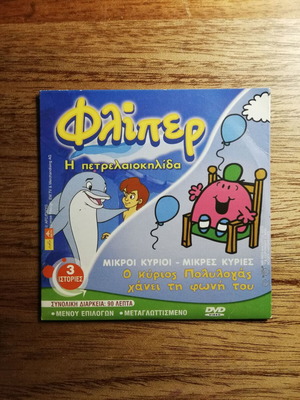 Φλίπερ
Η πετρελαιοκηλίδα
3
ΙΣΤΟΡΙΕΣ
ΜΙΚΡΟΙ ΚΥΡΙΟΙ - ΜΙΚΡΕΣ ΚΥΡΙΕΣ
Ο κύριος Πολυλογάς
χάνει τη φωνή του
ΣΥΝΟΛΙΚΗ ΔΙΑΡΚΕΙΑ: 90 ΛΕΠΤΑ
• ΜΕΝΟΥ ΕΠΙΛΟΓΩΝ • ΜΕΤΑΓΛΩΤΤΙΣΜΕΝΟ
DVD